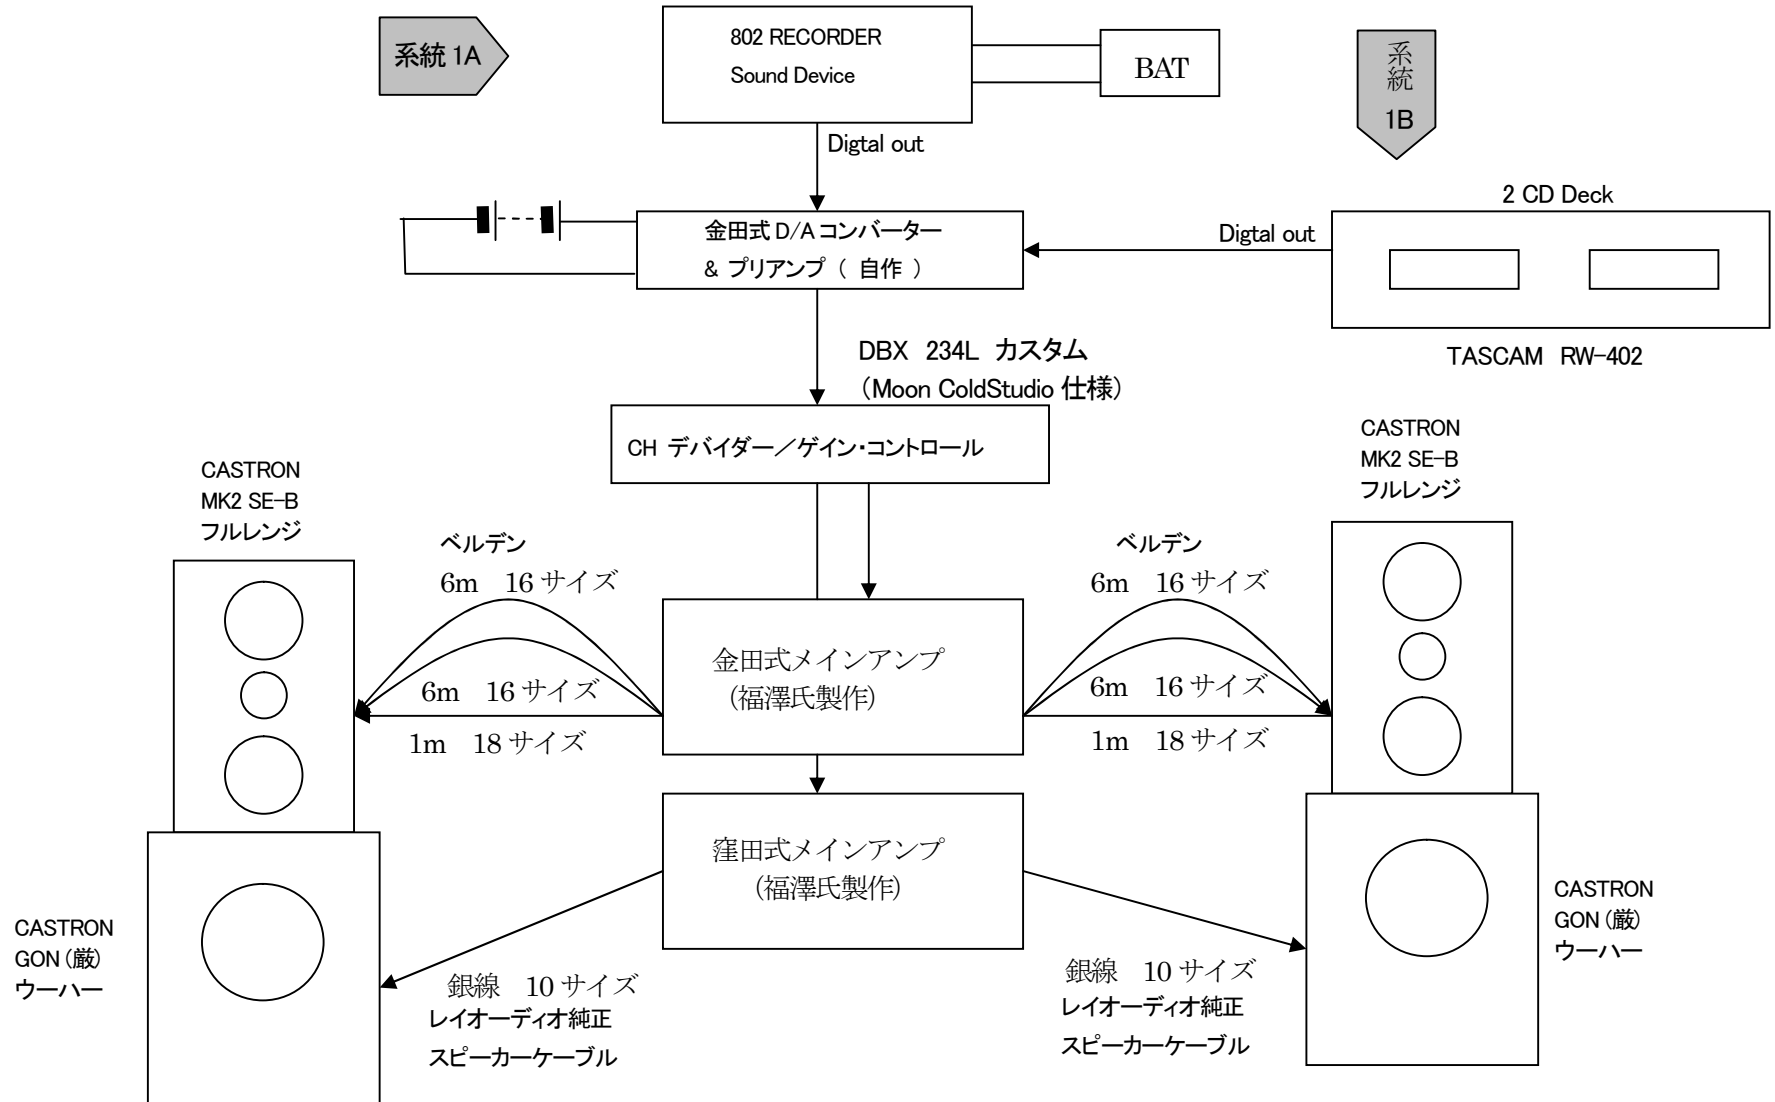 系統 1A
802 RECORDER
Sound Device
BAT
系統
1B
Digtal out
2 CD Deck
金田式 D/A コンバーター
& プリアンプ（ 自作 ）
Digtal out
TASCAM RW-402
DBX 234L カスタム
（Moon ColdStudio 仕様）
CH デバイダー／ゲイン・コントロール
CASTRON
MK2 SE-B
フルレンジ
CASTRON
MK2 SE-B
フルレンジ
ベルデン
6m 16 サイズ
6m 16 サイズ
1m 18 サイズ
金田式メインアンプ
(福澤氏製作)
ベルデン
6m 16 サイズ
6m 16 サイズ
1m 18 サイズ
窪田式メインアンプ
(福澤氏製作)
CASTRON
GON (厳)
ウーハー
銀線 10 サイズ
レイオーディオ純正
スピーカーケーブル
銀線 10 サイズ
レイオーディオ純正
スピーカーケーブル
CASTRON
GON (厳)
ウーハー